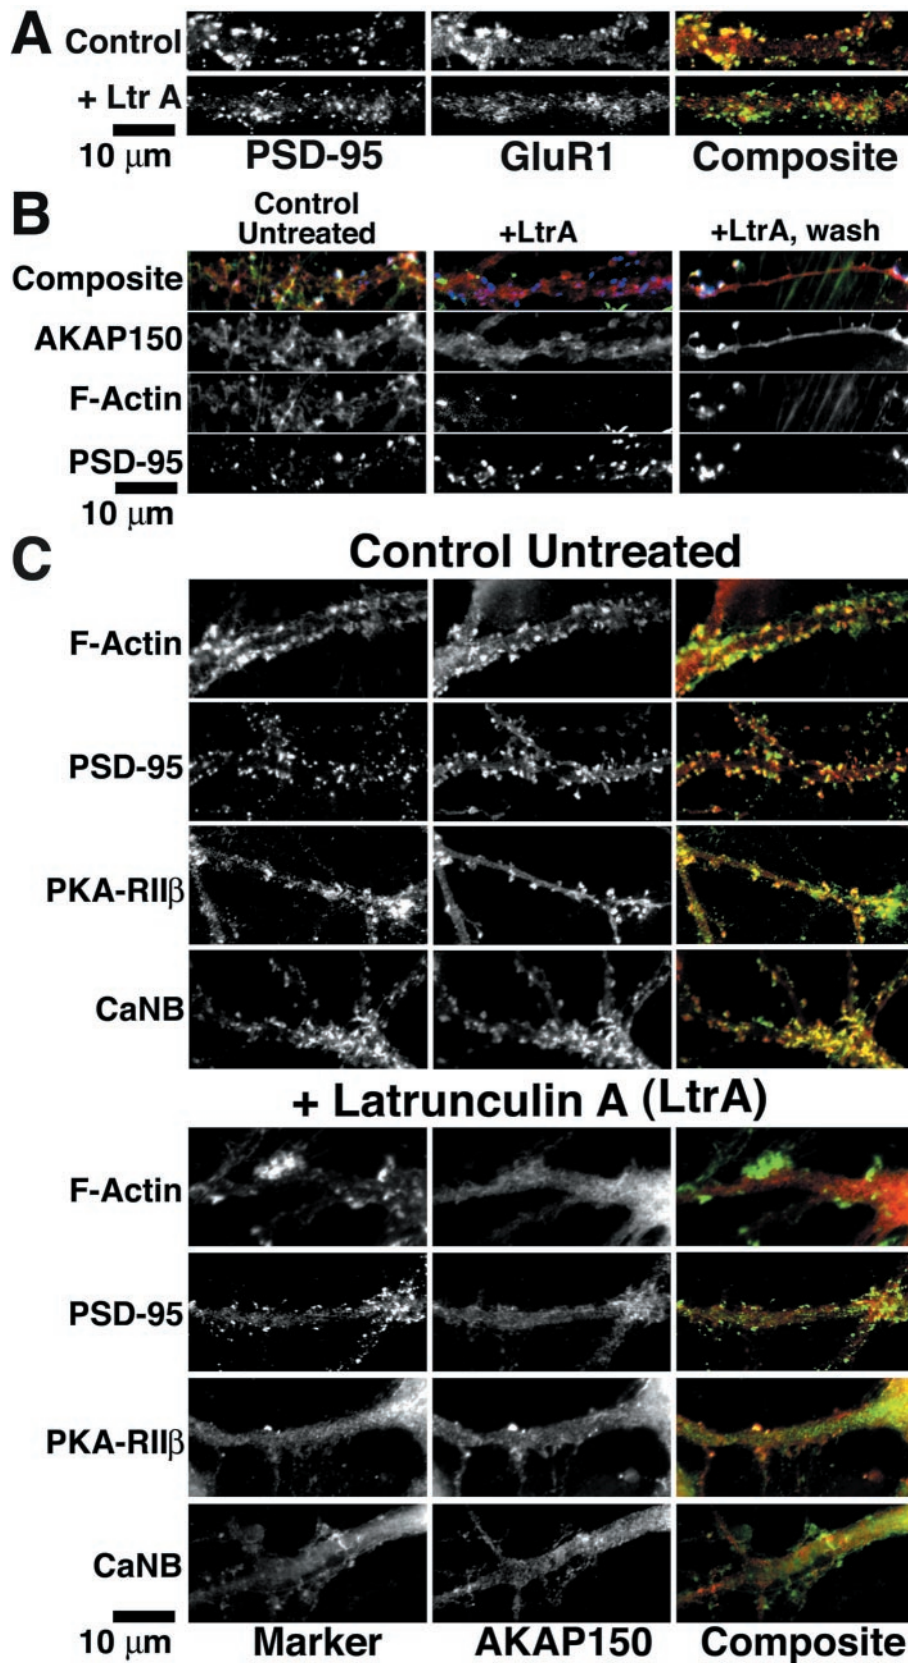 A
Control
+ Ltr A
10 μm
PSD-95 GluR1 Composite
B
Control
Untreated +LtrA +LtrA, wash
Composite
AKAP150
F-Actin
PSD-95
10 μm
C
Control Untreated
F-Actin
PSD-95
PKA-RIIβ
CaNB
+ Latrunculin A (LtrA)
F-Actin
PSD-95
PKA-RIIβ
CaNB
10 μm
Marker AKAP150 Composite